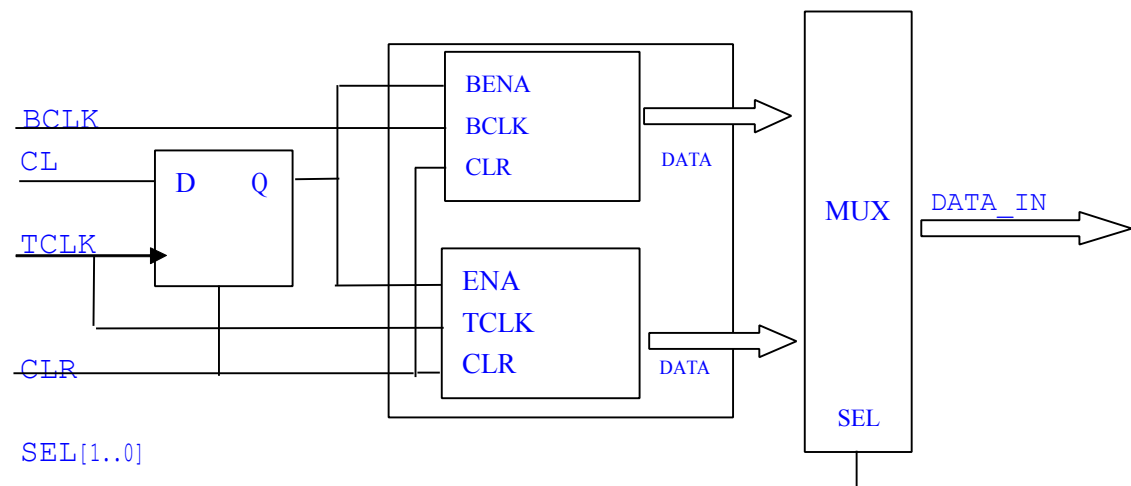 BCLK
CL
D Q
TCLK
CLR
SEL[1..0]
BENA
BCLK
CLR
DATA
ENA
TCLK
CLR
DATA
MUX
SEL
DATA_IN